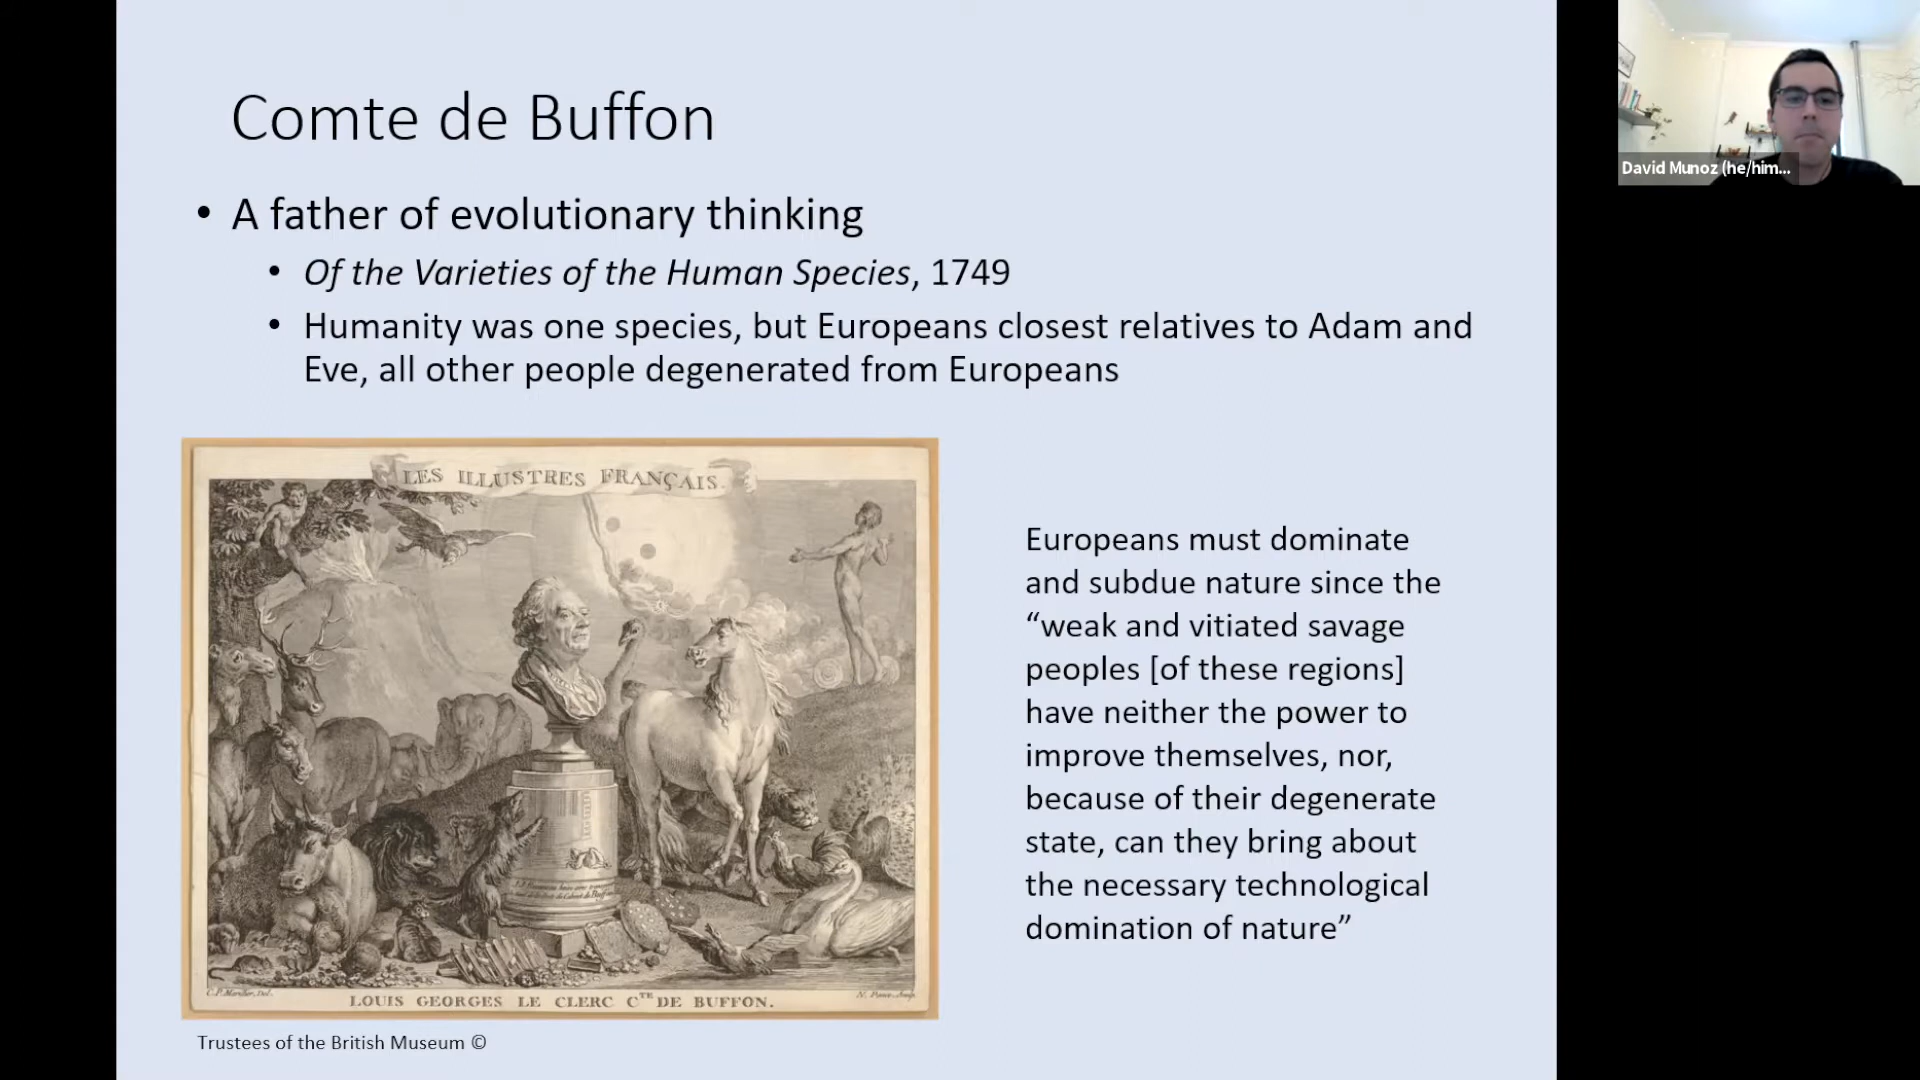 Comte de Buffon
• A father of evolutionary thinking
• Of the Varieties of the Human Species, 1749
• Humanity was one species, but Europeans closest relatives to Adam and
Eve, all other people degenerated from Europeans
LES ILLUSTRES FRANÇAIS.
LOUIS GEORGES LE CLERC CTE DE BUFFON.
Trustees of the British Museum ©
Europeans must dominate
and subdue nature since the
“weak and vitiated savage
peoples [of these regions]
have neither the power to
improve themselves, nor,
because of their degenerate
state, can they bring about
the necessary technological
domination of nature”
David Munoz (he/him...